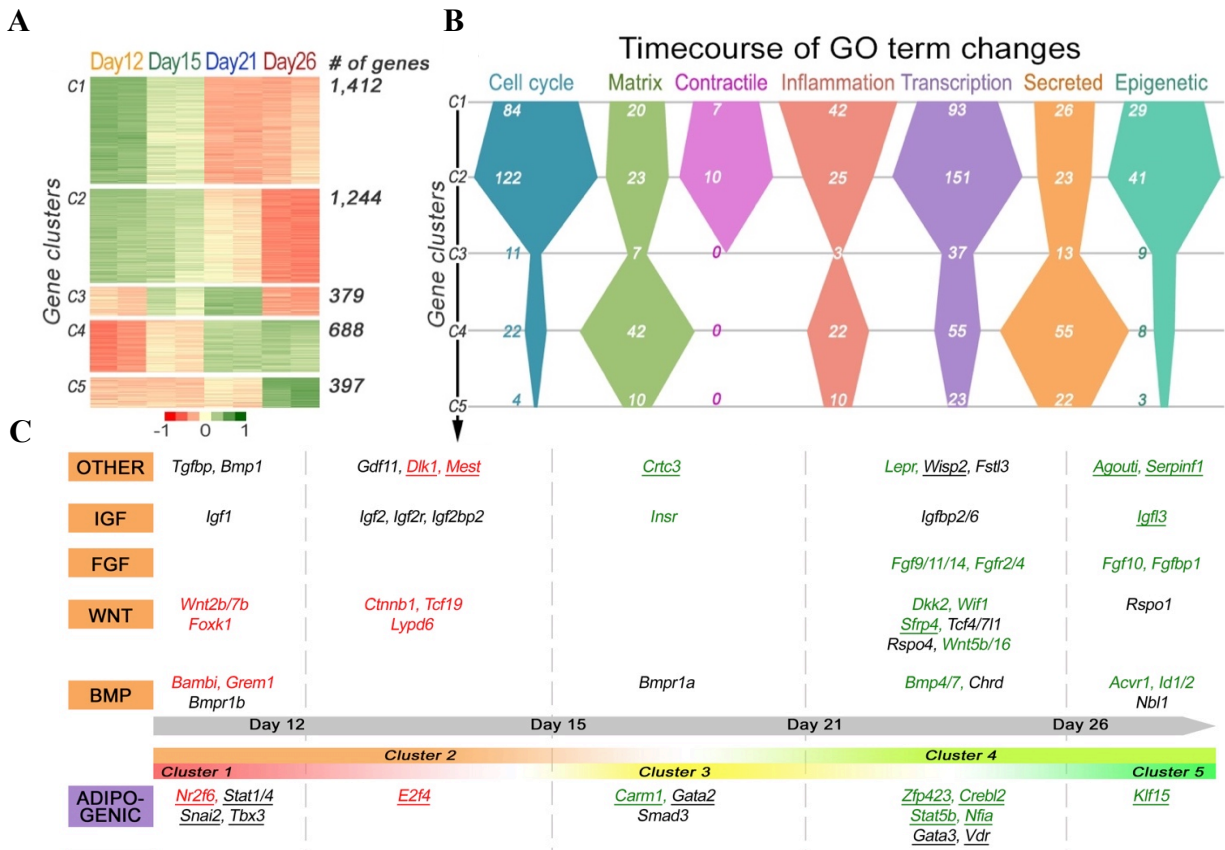 A
Day12 Day15 Day21 Day26 # of genes
Gene clusters
C1 1,412
C2 1,244
C3 379
C4 688
C5 397
-1 0 1
B
Timecourse of GO term changes
Cell cycle Matrix Contractile Inflammation Transcription Secreted Epigenetic
Gene clusters
C1 84 20 7 42 93 26 29
C2 122 23 10 25 151 23 41
C3 11 7 0 3 37 13 9
C4 22 42 0 22 55 55 8
C5 4 10 0 10 23 22 3
C
OTHER Tgfbp, Bmp1 Gdf11, Dlk1, Mest Crtc3 Lepr, Wisp2, Fstl3 Agouti, Serpinf1
IGF Igf1 Igf2, Igf2r, Igf2bp2 Insr Igfbp2/6 Igfl3
FGF Fgf9/11/14, Fgfr2/4 Fgf10, Fgfbp1
WNT
Wnt2b/7b Ctnnb1, Tcf19 Dkk2, Wif1 Rspo1
Foxk1 Lypd6 Sfrp4, Tcf4/7l1
Rspo4, Wnt5b/16
BMP
Bambi, Grem1 Bmpr1a Bmp4/7, Chrd Acvr1, Id1/2
Bmpr1b Nbl1
Day 12 Day 15 Day 21 Day 26
Cluster 2 Cluster 4
Cluster 1 Cluster 3 Cluster 5
ADIPO-
GENIC
Nr2f6, Stat1/4 E2f4 Carm1, Gata2 Zfp423, Crebl2 Klf15
Snai2, Tbx3 Smad3 Stat5b, Nfia
Gata3, Vdr